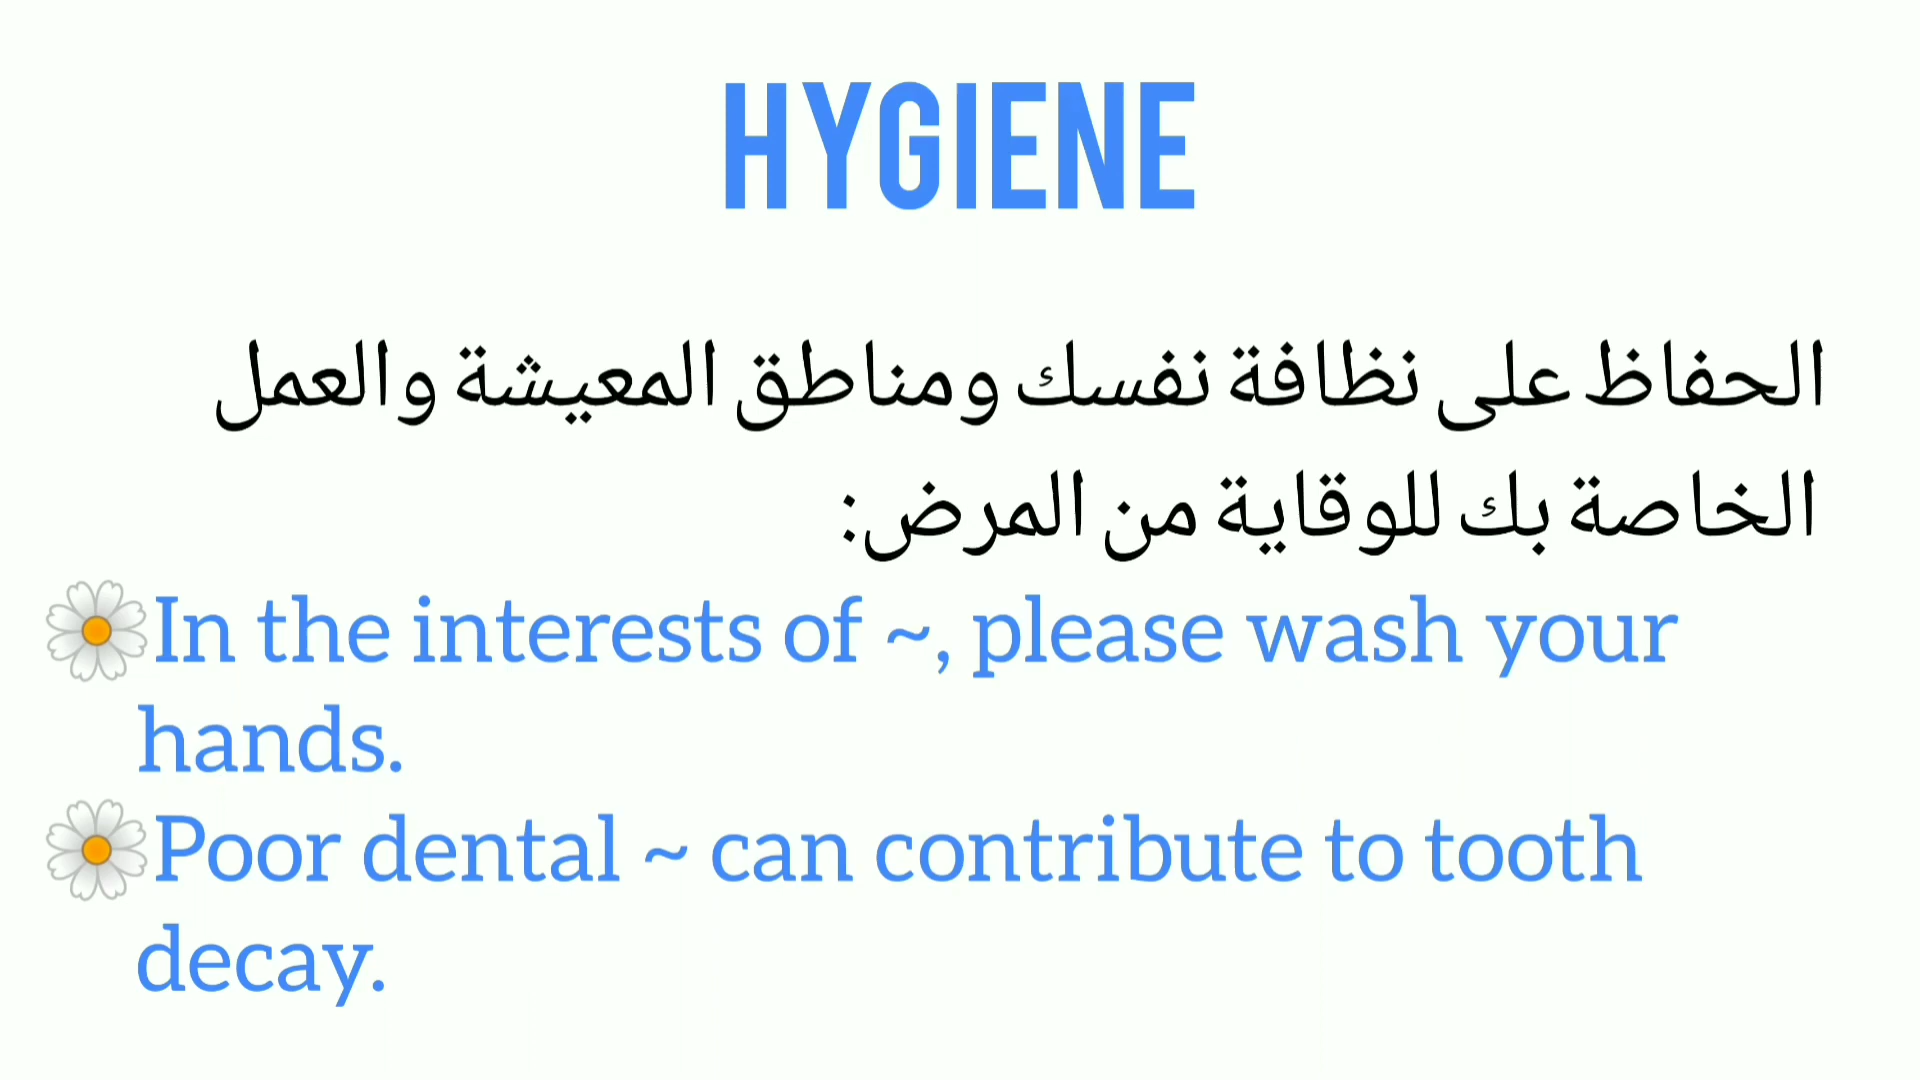 HYGIENE
الحفاظ على نظافة نفسك ومناطق المعيشة والعمل
الخاصة بك للوقاية من المرض:
🌼In the interests of ~, please wash your
hands.
🌼Poor dental ~ can contribute to tooth
decay.